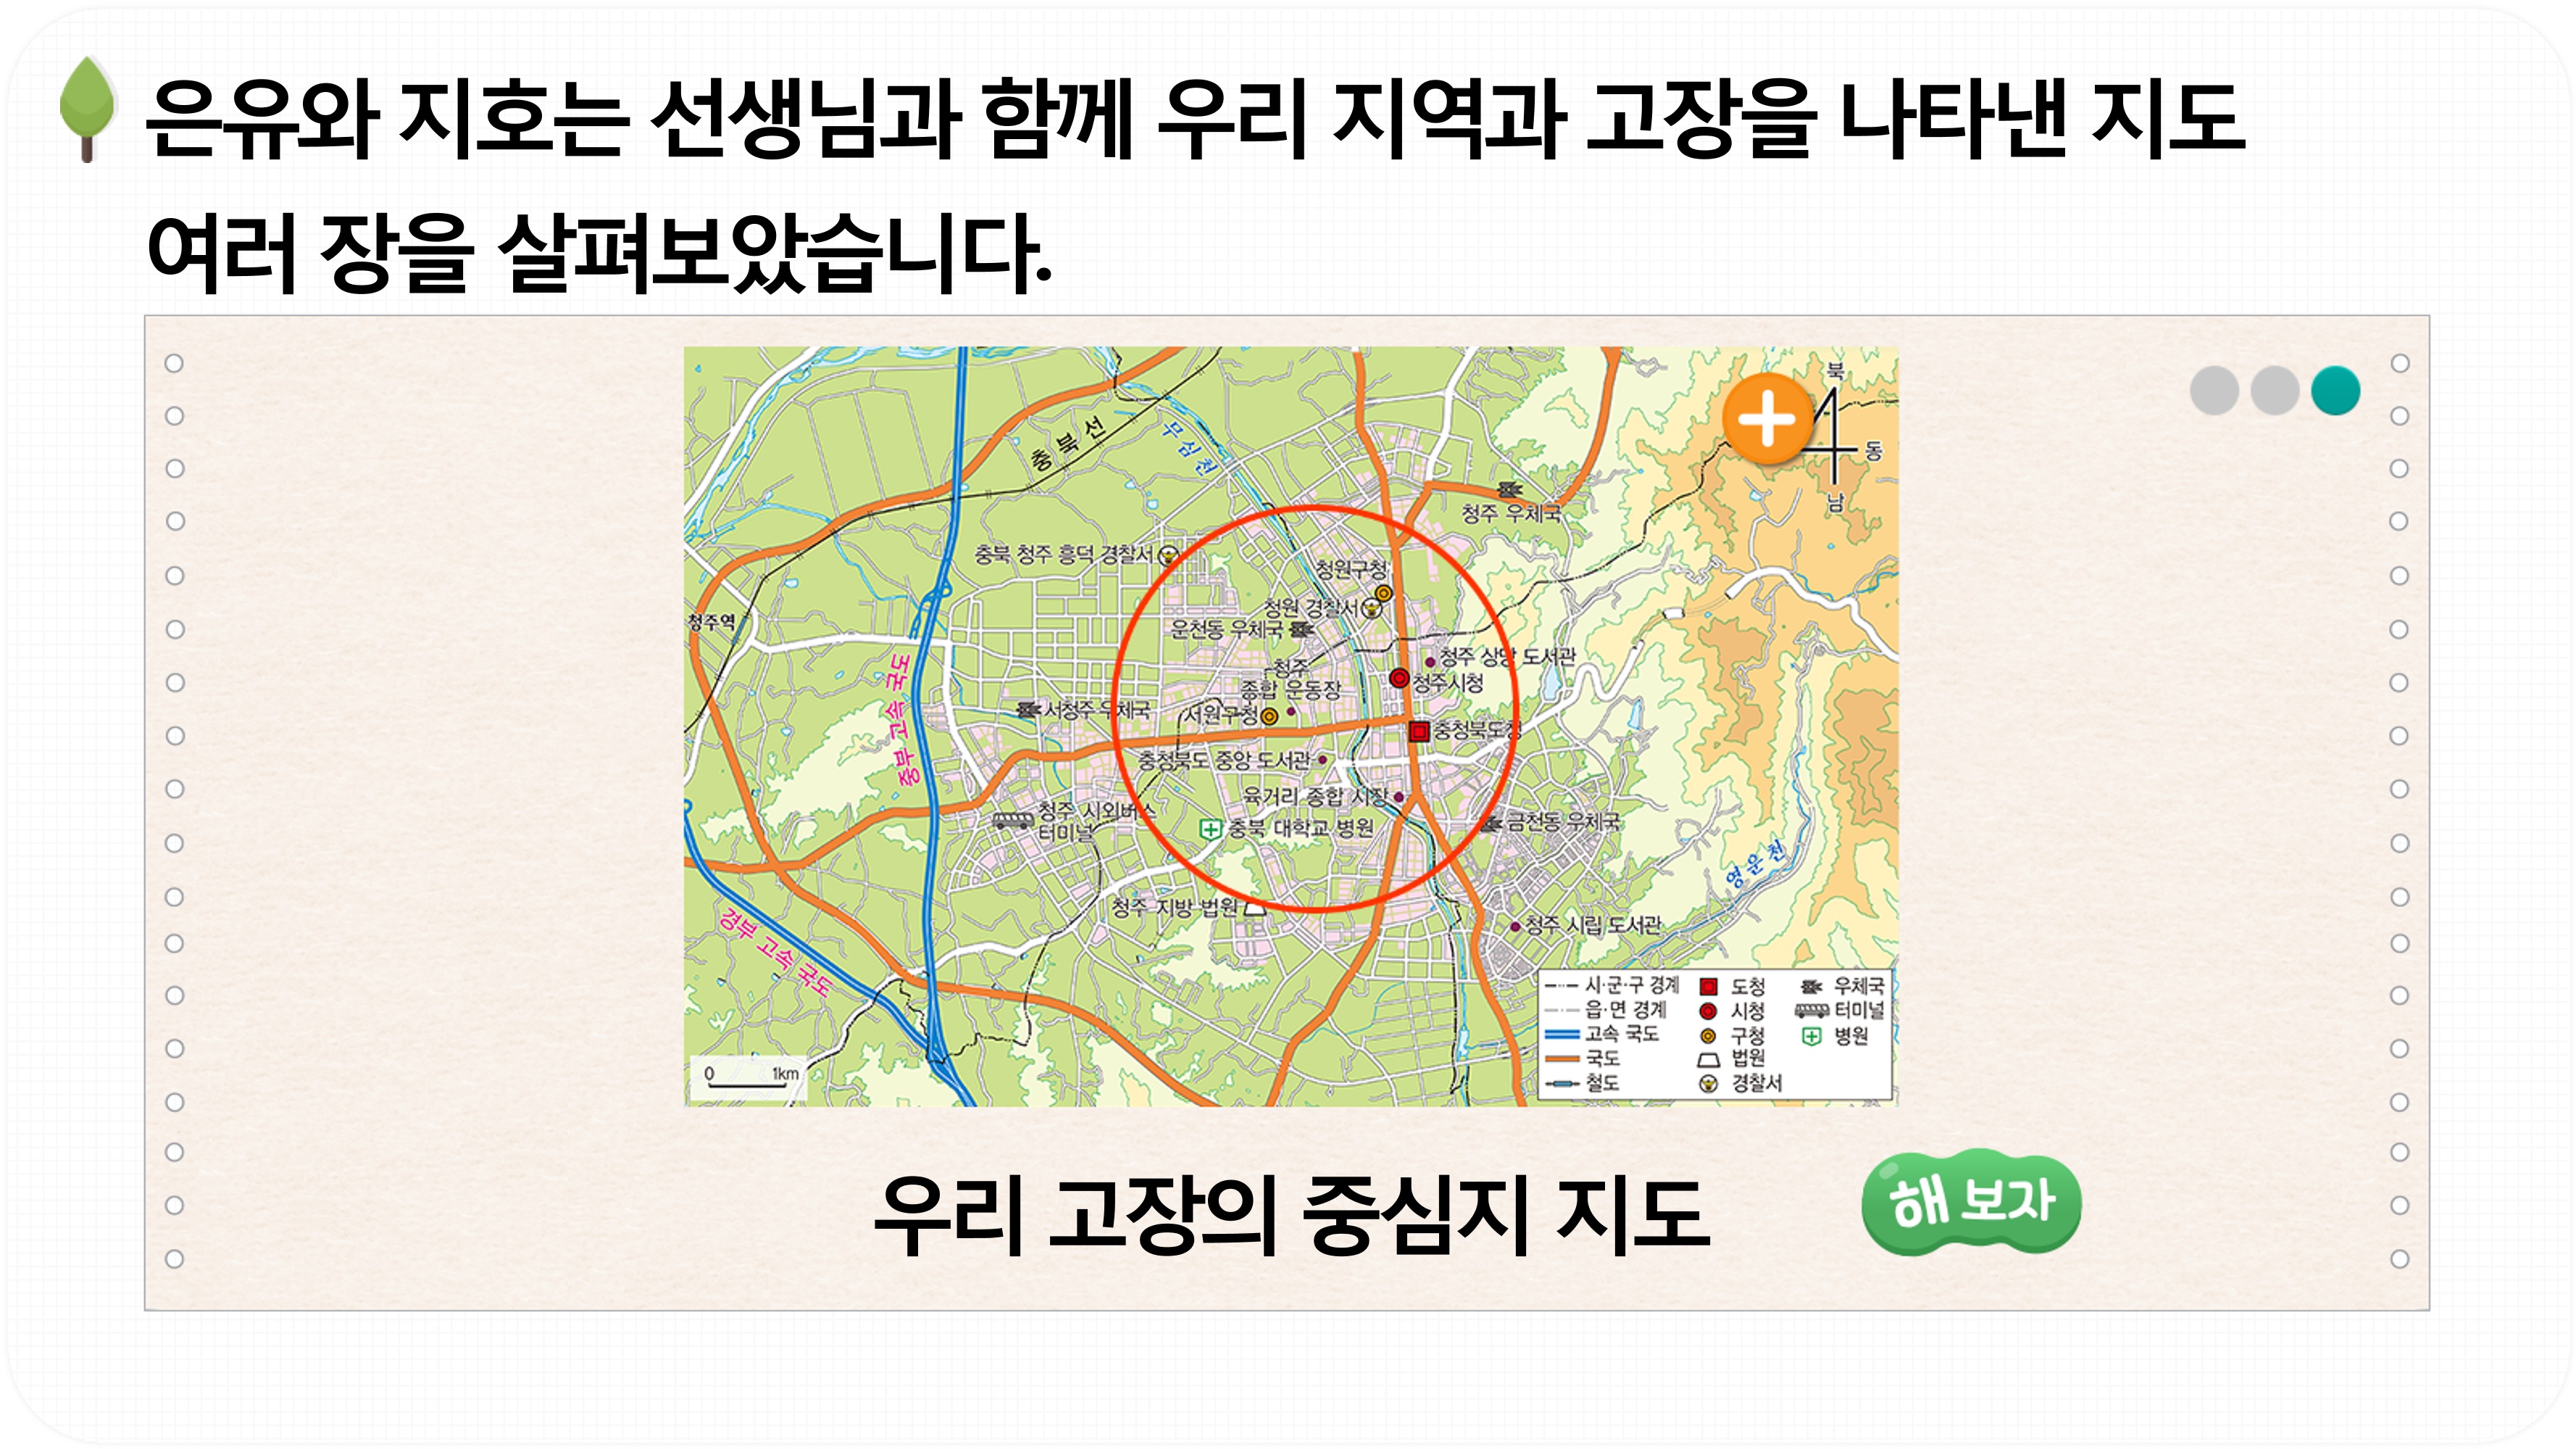 은유와 지호는 선생님과 함께 우리 지역과 고장을 나타낸 지도
여러 장을 살펴보았습니다.
북
동
남
충북선
무심천
청주 우체국
충북 청주 흥덕 경찰서
청원구청
청원 경찰서
운천동 우체국
청주역
청주 상당 도서관
청주
종합 운동장
청주시청
서청주 우체국
서원구청
충청북도청
중부 고속 국도
충청북도 중앙 도서관
육거리 종합 시장
청주 시외버스
터미널
충북 대학교 병원
금천동 우체국
영운천
청주 지방 법원
청주 시립 도서관
경부 고속 국도
시·군·구 경계
읍·면 경계
고속 국도
국도
철도
도청
시청
구청
법원
경찰서
우체국
터미널
병원
0 1km
우리 고장의 중심지 지도
해 보자